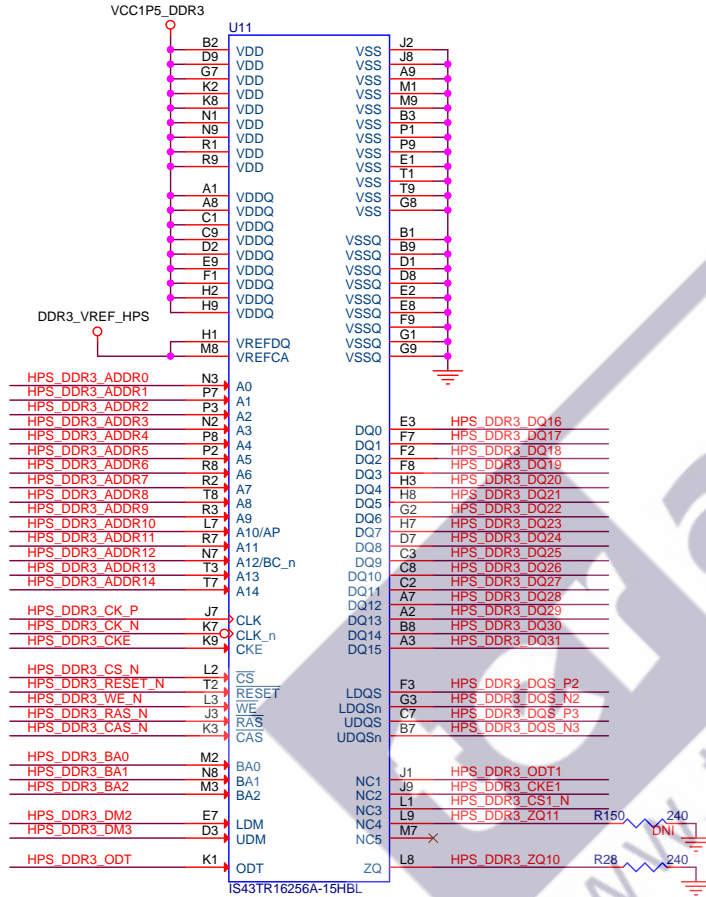 VCC1P5_DDR3
U11
B2 VDD VSS J2
D9 VDD VSS J8
G7 VDD VSS A9
K2 VDD VSS M1
K8 VDD VSS M9
N1 VDD VSS B3
N9 VDD VSS P1
R1 VDD VSS P9
R9 VDD VSS E1
VSS T1
A1 VDDQ VSS T9
A8 VDDQ VSS G8
C1 VDDQ
C9 VDDQ VSSQ B1
D2 VDDQ VSSQ B9
E9 VDDQ VSSQ D1
F1 VDDQ VSSQ D8
H2 VDDQ VSSQ E2
H9 VDDQ VSSQ E8
DDR3_VREF_HPS VSSQ F9
H1 VREFDQ VSSQ G1
M8 VREFCA VSSQ G9
HPS_DDR3_ADDR0 N3 A0
HPS_DDR3_ADDR1 P7 A1
HPS_DDR3_ADDR2 P3 A2
HPS_DDR3_ADDR3 N2 A3 DQ0 E3 HPS_DDR3_DQ16
HPS_DDR3_ADDR4 P8 A4 DQ1 F7 HPS_DDR3_DQ17
HPS_DDR3_ADDR5 P2 A5 DQ2 F2 HPS_DDR3_DQ18
HPS_DDR3_ADDR6 R8 A6 DQ3 F8 HPS_DDR3_DQ19
HPS_DDR3_ADDR7 R2 A7 DQ4 H3 HPS_DDR3_DQ20
HPS_DDR3_ADDR8 T8 A8 DQ5 H8 HPS_DDR3_DQ21
HPS_DDR3_ADDR9 R3 A9 DQ6 G2 HPS_DDR3_DQ22
HPS_DDR3_ADDR10 L7 A10/AP DQ7 H7 HPS_DDR3_DQ23
HPS_DDR3_ADDR11 R7 A11 DQ8 D7 HPS_DDR3_DQ24
HPS_DDR3_ADDR12 N7 A12/BC_n DQ9 C3 HPS_DDR3_DQ25
HPS_DDR3_ADDR13 T3 A13 DQ10 C8 HPS_DDR3_DQ26
HPS_DDR3_ADDR14 T7 A14 DQ11 C2 HPS_DDR3_DQ27
DQ12 A7 HPS_DDR3_DQ28
HPS_DDR3_CK_P J7 CLK DQ13 A2 HPS_DDR3_DQ29
HPS_DDR3_CK_N K7 CLK_n DQ14 B8 HPS_DDR3_DQ30
HPS_DDR3_CKE K9 CKE DQ15 A3 HPS_DDR3_DQ31
HPS_DDR3_CS_N L2 CS
HPS_DDR3_RESET_N T2 RESET LDQS F3 HPS_DDR3_DQS_P2
HPS_DDR3_WE_N L3 WE LDQSn G3 HPS_DDR3_DQS_N2
HPS_DDR3_RAS_N J3 RAS UDQS C7 HPS_DDR3_DQS_P3
HPS_DDR3_CAS_N K3 CAS UDQSn B7 HPS_DDR3_DQS_N3
HPS_DDR3_BA0 M2 BA0
HPS_DDR3_BA1 N8 BA1 NC1 J1 HPS_DDR3_ODT1
HPS_DDR3_BA2 M3 BA2 NC2 J9 HPS_DDR3_CKE1
NC3 L1 HPS_DDR3_CS1_N
HPS_DDR3_DM2 E7 LDM NC4 L9 HPS_DDR3_ZQ11 R150 240
HPS_DDR3_DM3 D3 UDM NC5 M7 DNI
HPS_DDR3_ODT K1 ODT ZQ L8 HPS_DDR3_ZQ10 R28 240
IS43TR16256A-15HBL